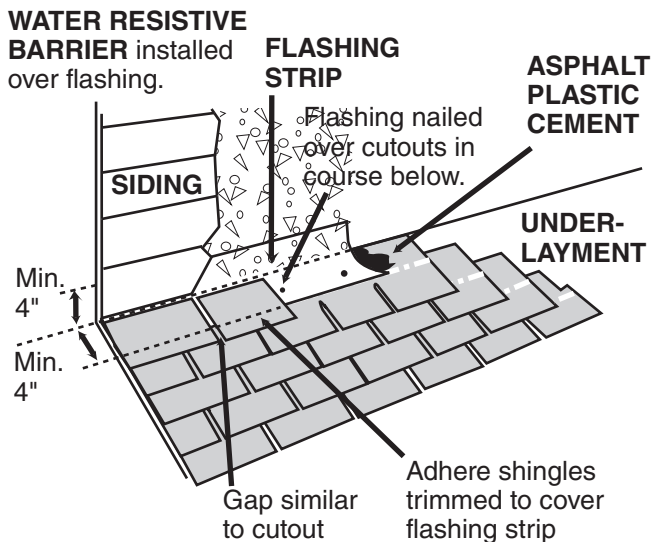 WATER RESISTIVE
BARRIER installed
over flashing.
FLASHING
STRIP
ASPHALT
PLASTIC
CEMENT
Flashing nailed
over cutouts in
course below.
SIDING
UNDER-
LAYMENT
Min.
4"
Min.
4"
Gap similar
to cutout
Adhere shingles
trimmed to cover
flashing strip